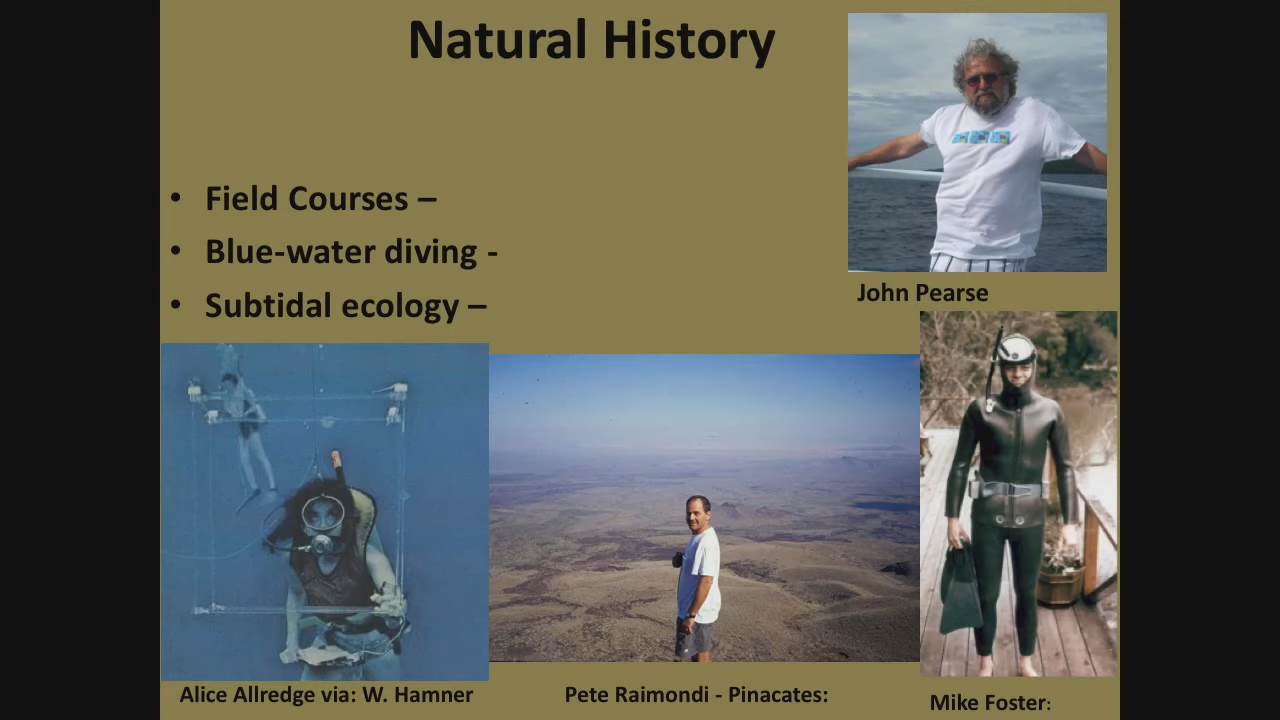 Natural History
• Field Courses –
• Blue-water diving -
• Subtidal ecology –
John Pearse
Alice Allredge via: W. Hamner
Pete Raimondi - Pinacates:
Mike Foster: